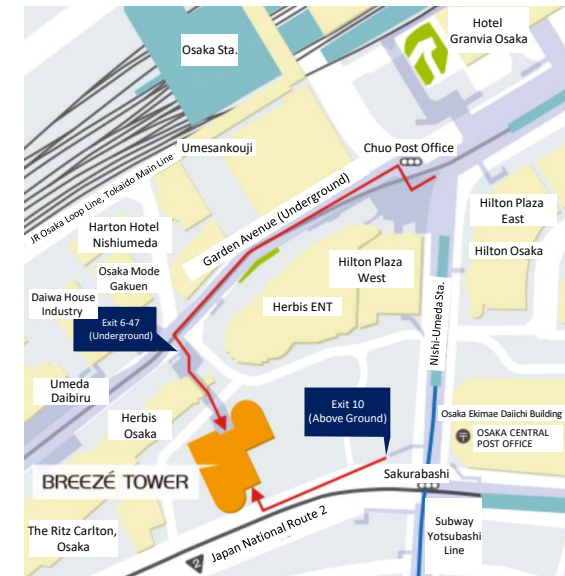 Hotel
Granvia Osaka
Osaka Sta.
Umesankouji
Chuo Post Office
JR Osaka Loop Line, Tokaido Main Line
Garden Avenue (Underground)
Hilton Plaza
East
Harton Hotel
Nishiumeda
Hilton Osaka
Hilton Plaza
West
Osaka Mode
Gakuen
Daiwa House
Industry
Herbis ENT
NIshi-Umeda Sta.
Exit 6-47
(Underground)
Umeda
Daibiru
Exit 10
(Above Ground)
Herbis
Osaka
Osaka Ekimae Daiichi Building
〒 OSAKA CENTRAL
POST OFFICE
BREEZÉ TOWER
Sakurabashi
The Ritz Carlton,
Osaka
2
Japan National Route 2
Subway
Yotsubashi
Line